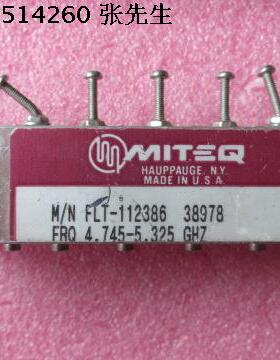 514260 张先生
MITEQ
HAUPPAUGE, N.Y.
MADE IN U.S.A.
M/N FLT-112386 38978
FRQ 4.745-5.325 GHZ